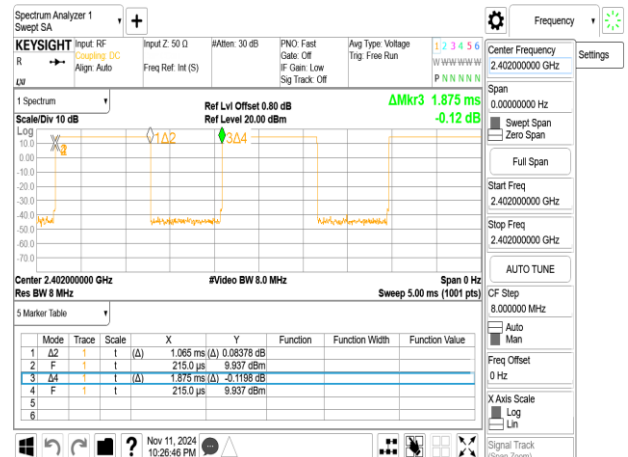 Spectrum Analyzer 1
Swept SA
Frequency
KEYSIGHT
R
Input: RF
Coupling: DC
Align: Auto
Input Z: 50 Ω
Freq Ref: Int (S)
#Atten: 30 dB
PNO: Fast
Gate: Off
IF Gain: Low
Sig Track: Off
Avg Type: Voltage
Trig: Free Run
1 2 3 4 5 6
W W W W W W
P N N N N N
Center Frequency
2.402000000 GHz
Settings
Span
0.00000000 Hz
Swept Span
Zero Span
Full Span
Start Freq
2.402000000 GHz
Stop Freq
2.402000000 GHz
AUTO TUNE
CF Step
8.000000 MHz
Auto
Man
Freq Offset
0 Hz
X Axis Scale
Log
Lin
Signal Track
(Span Zoom)
1 Spectrum
Scale/Div 10 dB
Ref Lvl Offset 0.80 dB
Ref Level 20.00 dBm
ΔMkr3 1.875 ms
-0.12 dB
Log
10.0
0.00
-10.0
-20.0
-30.0
-40.0
-50.0
-60.0
-70.0
1Δ2
3Δ4
Center 2.402000000 GHz
Res BW 8 MHz
#Video BW 8.0 MHz
Span 0 Hz
Sweep 5.00 ms (1001 pts)
5 Marker Table
Mode Trace Scale X Y Function Function Width Function Value
1 Δ2 1 t (Δ) 1.065 ms (Δ) 0.08378 dB
2 F 1 t 215.0 µs 9.937 dBm
3 Δ4 1 t (Δ) 1.875 ms (Δ) -0.1198 dB
4 F 1 t 215.0 µs 9.937 dBm
5
6
?
Nov 11, 2024
10:26:46 PM